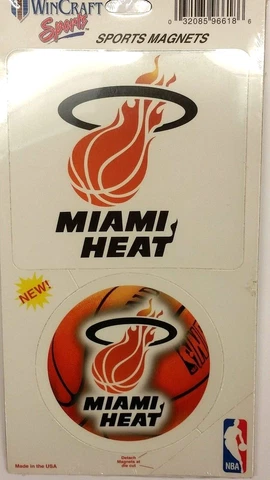 WINCRAFT
Sports
0 32085 96618 6
SPORTS MAGNETS
MIAMI
HEAT
NEW!
MIAMI
HEAT
Made in the USA
Detach
Magnets at
the cut
NBA